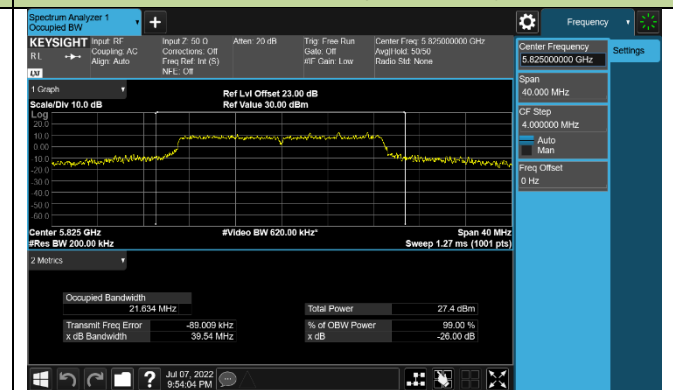 Spectrum Analyzer 1
Occupied BW
Frequency
KEYSIGHT
RL
LXI
Input: RF
Coupling: AC
Align: Auto
Input Z: 50 Ω
Corrections: Off
Freq Ref: Int (S)
NFE: Off
Atten: 20 dB
Trig: Free Run
Gate: Off
#IF Gain: Low
Center Freq: 5.825000000 GHz
Avg|Hold: 50/50
Radio Std: None
Center Frequency
5.825000000 GHz
Settings
Span
40.000 MHz
CF Step
4.000000 MHz
Auto
Man
Freq Offset
0 Hz
1 Graph
Scale/Div 10.0 dB
Ref Lvl Offset 23.00 dB
Ref Value 30.00 dBm
Log
20.0
10.0
0.00
-10.0
-20.0
-30.0
-40.0
-50.0
-60.0
Center 5.825 GHz
#Video BW 620.00 kHz*
Span 40 MHz
#Res BW 200.00 kHz
Sweep 1.27 ms (1001 pts)
2 Metrics
Occupied Bandwidth
21.634 MHz
Total Power 27.4 dBm
Transmit Freq Error -89.009 kHz
% of OBW Power 99.00 %
x dB Bandwidth 39.54 MHz
x dB -26.00 dB
?
Jul 07, 2022
9:54:04 PM